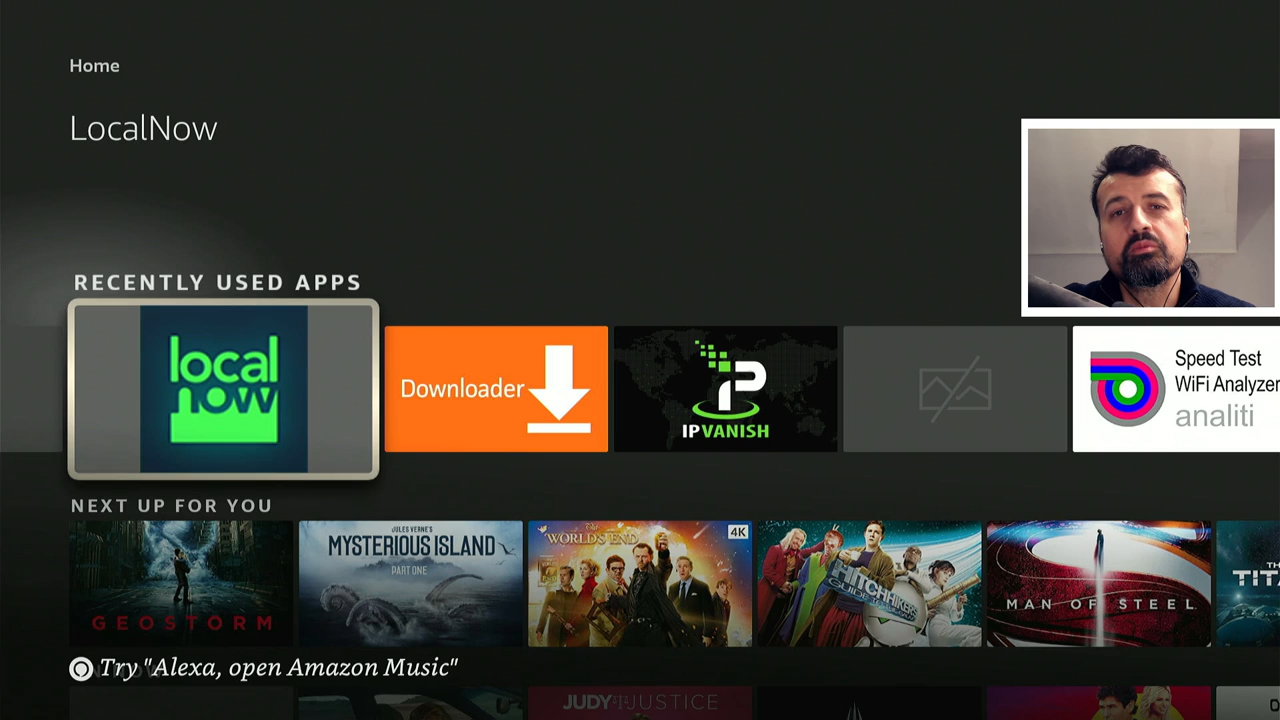 Home
LocalNow
RECENTLY USED APPS
local
now
Downloader
IPVANISH
Speed Test
WiFi Analyzer
analiti
NEXT UP FOR YOU
GEOSTORM
JULES VERNE'S
MYSTERIOUS ISLAND
PART ONE
The
WORLD'S END
4K
HITCHHIKER'S
MAN OF STEEL
Try "Alexa, open Amazon Music"
JUDY JUSTICE